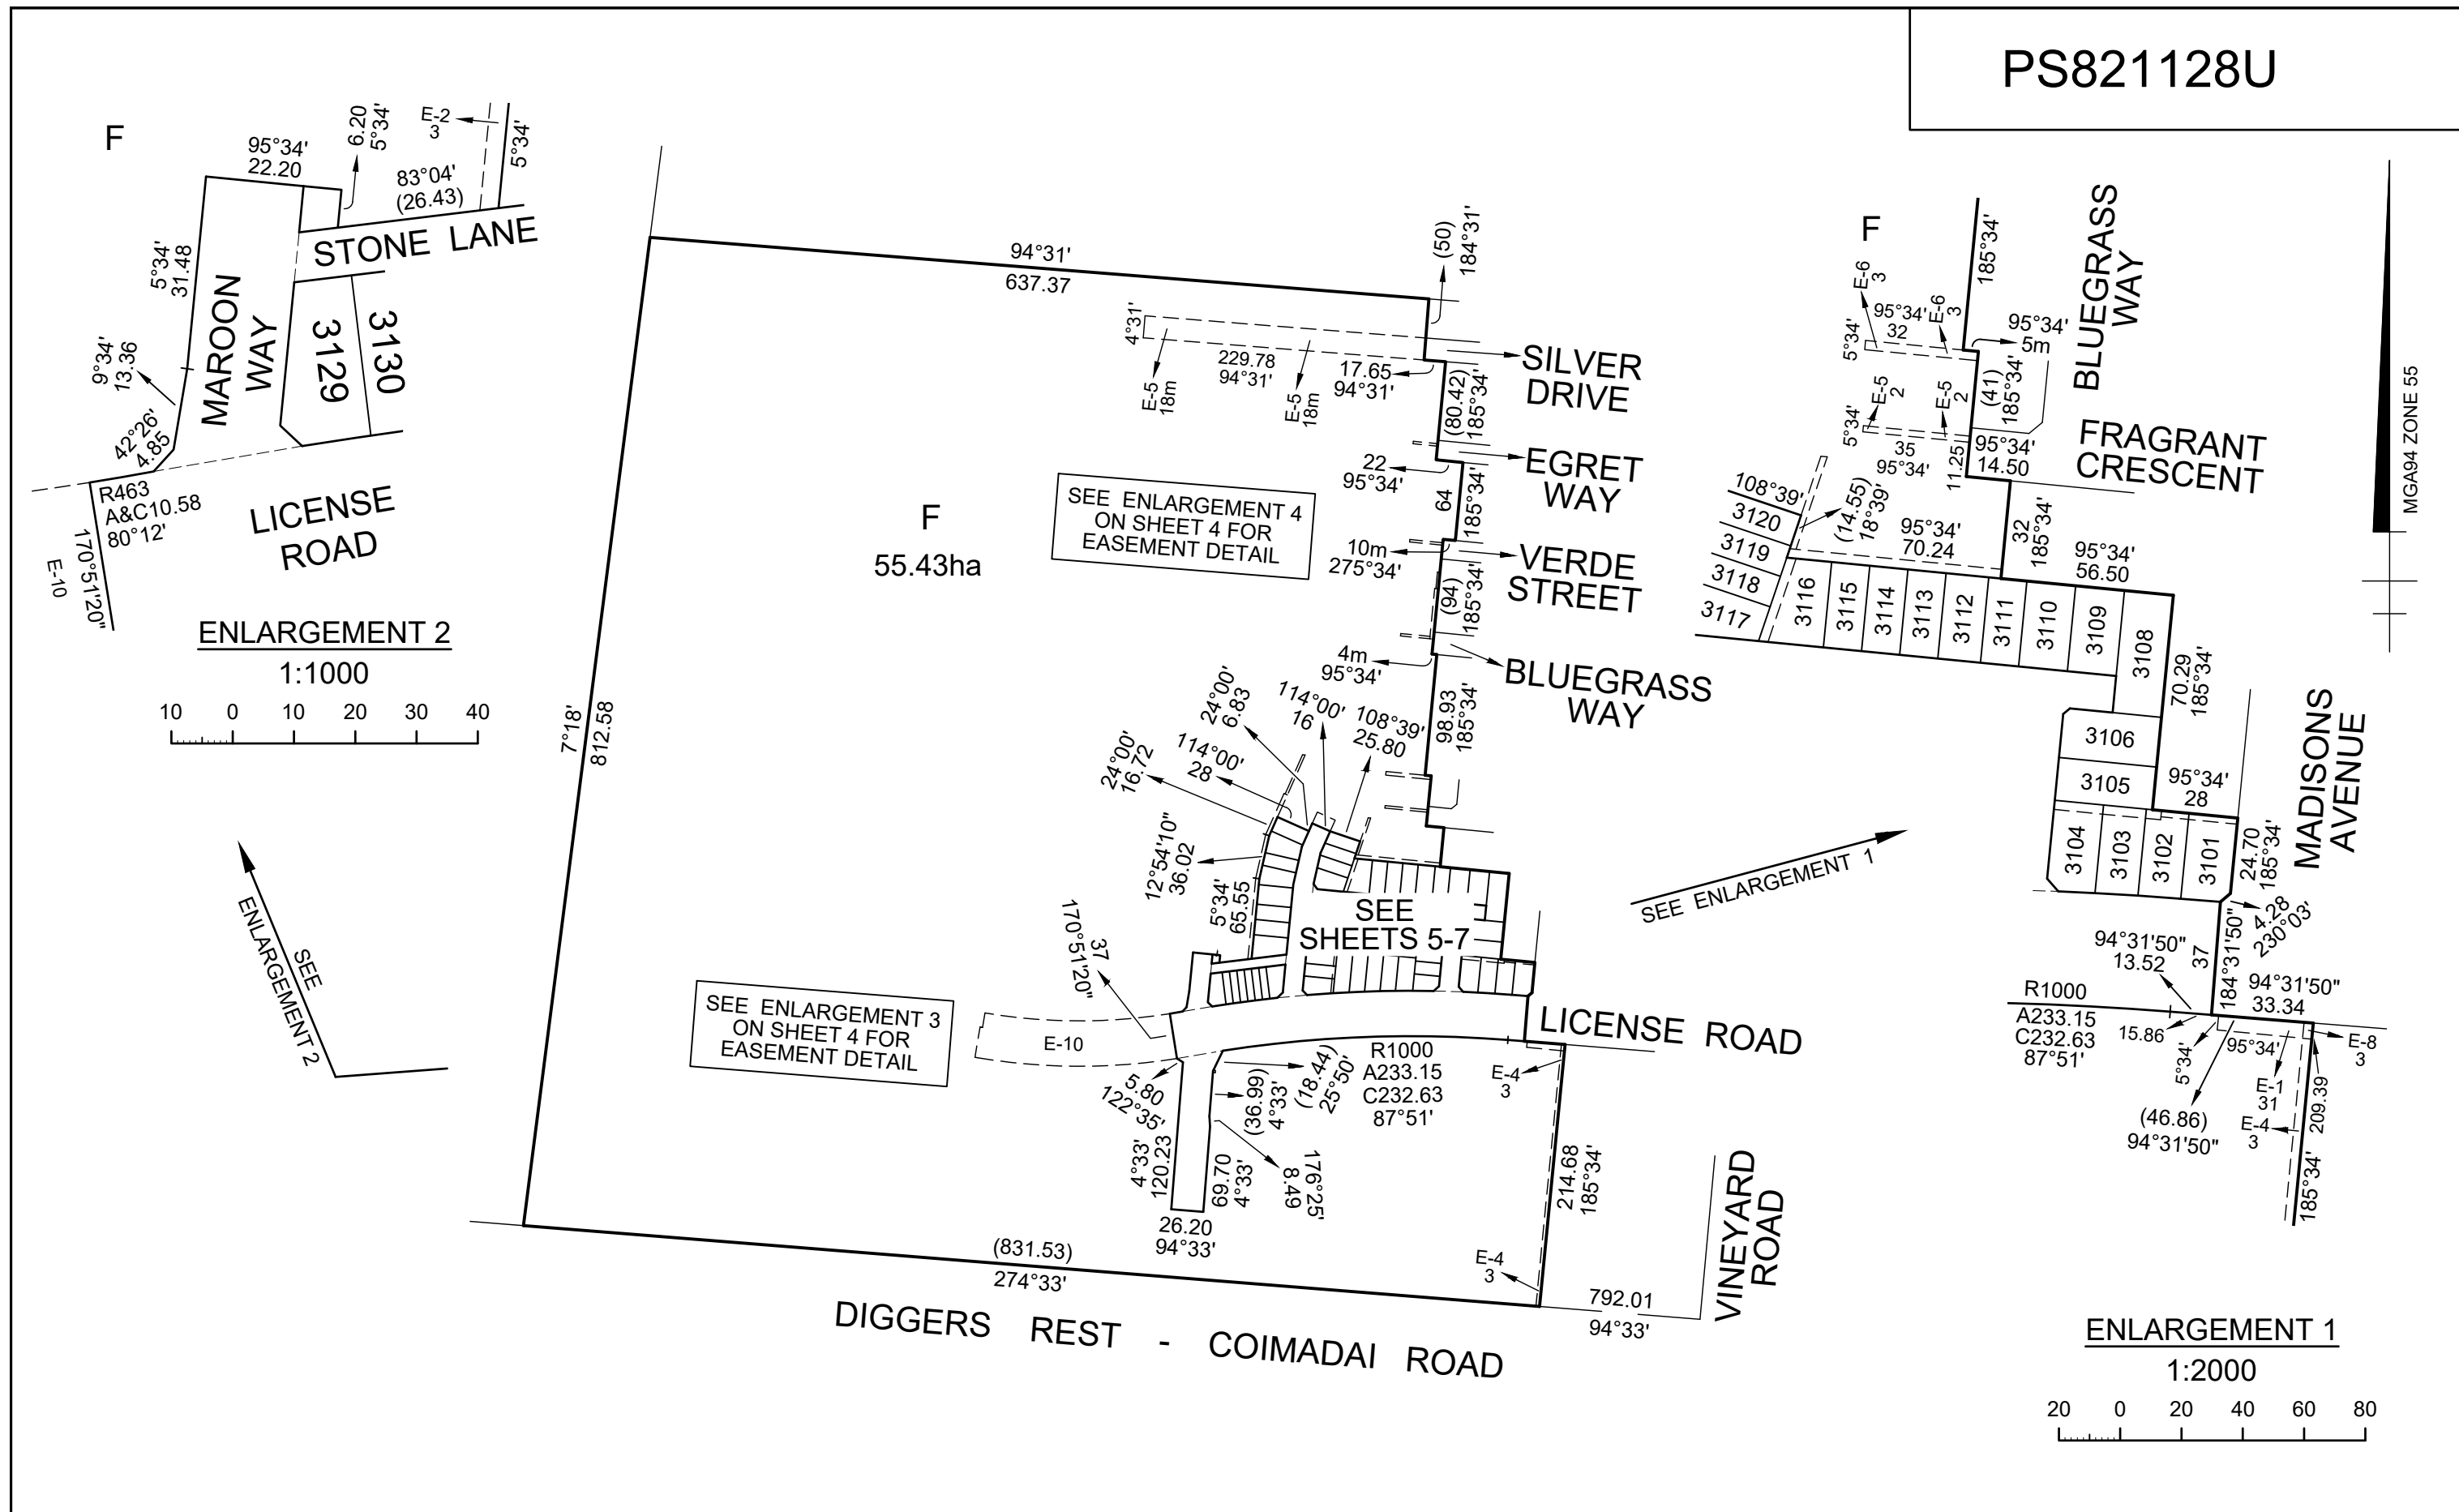 PS821128U
F
95°34'
22.20
6.20
5°34'
E-2
3
5°34'
83°04'
(26.43)
STONE LANE
5°34'
31.48
MAROON
WAY
3129
3130
9°34'
13.36
42°26'
4.85
R463
A&C10.58
80°12'
LICENSE
ROAD
170°51'20"
E-10
ENLARGEMENT 2
1:1000
10 0 10 20 30 40
SEE
ENLARGEMENT 2
94°31'
637.37
(50)
184°31'
4°31'
E-5
18m
229.78
94°31'
E-5
18m
17.65
94°31'
SILVER
DRIVE
(80.42)
185°34'
EGRET
WAY
22
95°34'
64
185°34'
SEE ENLARGEMENT 4
ON SHEET 4 FOR
EASEMENT DETAIL
F
55.43ha
10m
275°34'
VERDE
STREET
(94)
185°34'
4m
95°34'
BLUEGRASS
WAY
98.93
185°34'
7°18'
812.58
24°00'
6.83
114°00'
16
108°39'
25.80
24°00'
16.72
114°00'
28
12°54'10"
36.02
5°34'
65.55
170°51'20"
37
SEE
SHEETS 5-7
SEE ENLARGEMENT 1
SEE ENLARGEMENT 3
ON SHEET 4 FOR
EASEMENT DETAIL
E-10
LICENSE ROAD
R1000
A233.15
C232.63
87°51'
E-4
3
5.80
122°35'
(36.99)
4°33'
(18.44)
25°50'
4°33'
120.23
69.70
4°33'
176°25'
8.49
26.20
94°33'
214.68
185°34'
E-4
3
VINEYARD
ROAD
(831.53)
274°33'
792.01
94°33'
DIGGERS REST - COIMADAI ROAD
F
185°34'
BLUEGRASS
WAY
E-6
3
95°34'
32
E-6
3
5°34'
95°34'
5m
E-5
2
E-5
2
(41)
185°34'
5°34'
35
95°34'
11.25
95°34'
14.50
FRAGRANT
CRESCENT
108°39'
3120
3119
3118
3117
(14.55)
18°39'
95°34'
70.24
32
185°34'
95°34'
56.50
3116
3115
3114
3113
3112
3111
3110
3109
3108
70.29
185°34'
3106
3105
95°34'
28
3104
3103
3102
3101
24.70
185°34'
MADISONS
AVENUE
4.28
230°03'
37
184°31'50"
94°31'50"
13.52
94°31'50"
33.34
R1000
A233.15
C232.63
87°51'
15.86
5°34'
95°34'
E-8
3
E-1
31
E-4
3
209.39
(46.86)
94°31'50"
185°34'
MGA94 ZONE 55
ENLARGEMENT 1
1:2000
20 0 20 40 60 80